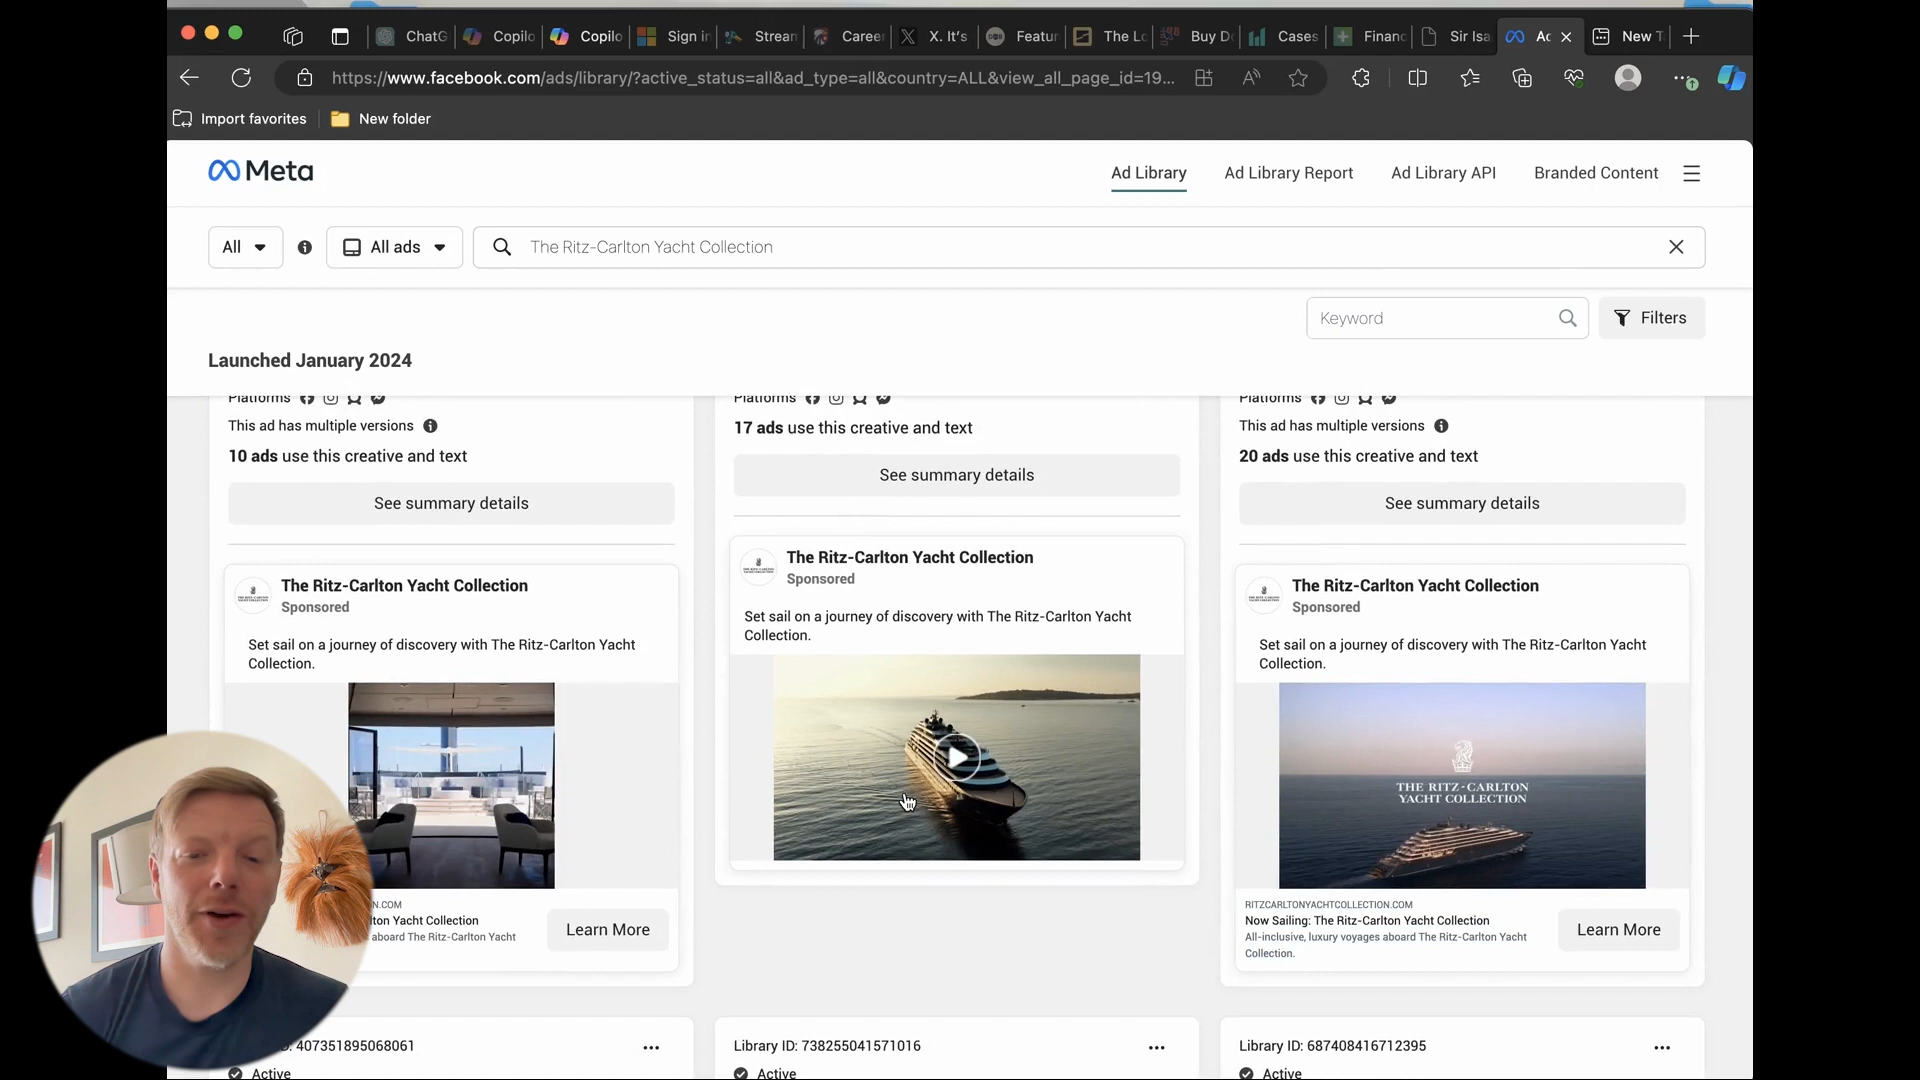 ChatG
Copilo
Copilo
Sign in
Stream
Career
X. It's
Featur
The Lo
Buy Do
Cases
Financ
Sir Isa
Ac
New T
https://www.facebook.com/ads/library/?active_status=all&ad_type=all&country=ALL&view_all_page_id=19...
Import favorites
New folder
Meta
Ad Library
Ad Library Report
Ad Library API
Branded Content
All
All ads
The Ritz-Carlton Yacht Collection
Keyword
Filters
Launched January 2024
Platforms
This ad has multiple versions
10 ads use this creative and text
See summary details
The Ritz-Carlton Yacht Collection
Sponsored
Set sail on a journey of discovery with The Ritz-Carlton Yacht
Collection.
N.COM
lton Yacht Collection
aboard The Ritz-Carlton Yacht
Learn More
Platforms
17 ads use this creative and text
See summary details
The Ritz-Carlton Yacht Collection
Sponsored
Set sail on a journey of discovery with The Ritz-Carlton Yacht
Collection.
Platforms
This ad has multiple versions
20 ads use this creative and text
See summary details
The Ritz-Carlton Yacht Collection
Sponsored
Set sail on a journey of discovery with The Ritz-Carlton Yacht
Collection.
THE RITZ-CARLTON
YACHT COLLECTION
RITZCARLTONYACHTCOLLECTION.COM
Now Sailing: The Ritz-Carlton Yacht Collection
All-inclusive, luxury voyages aboard The Ritz-Carlton Yacht
Collection.
Learn More
D: 407351895068061
Active
Library ID: 738255041571016
Active
Library ID: 687408416712395
Active